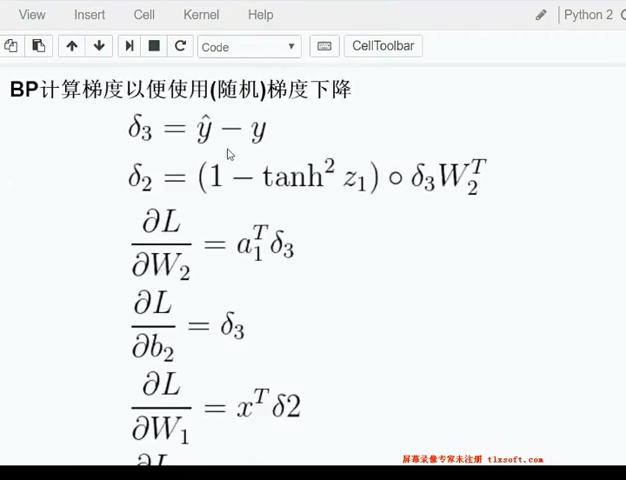 View Insert Cell Kernel Help Python 2
Code CellToolbar
BP计算梯度以便使用(随机)梯度下降
δ₃ = ŷ − y
δ₂ = (1 − tanh² z₁) ∘ δ₃W₂ᵀ
∂L/∂W₂ = a₁ᵀδ₃
∂L/∂b₂ = δ₃
∂L/∂W₁ = xᵀδ2
∂L
屏幕录像专家未注册 tlxsoft.com